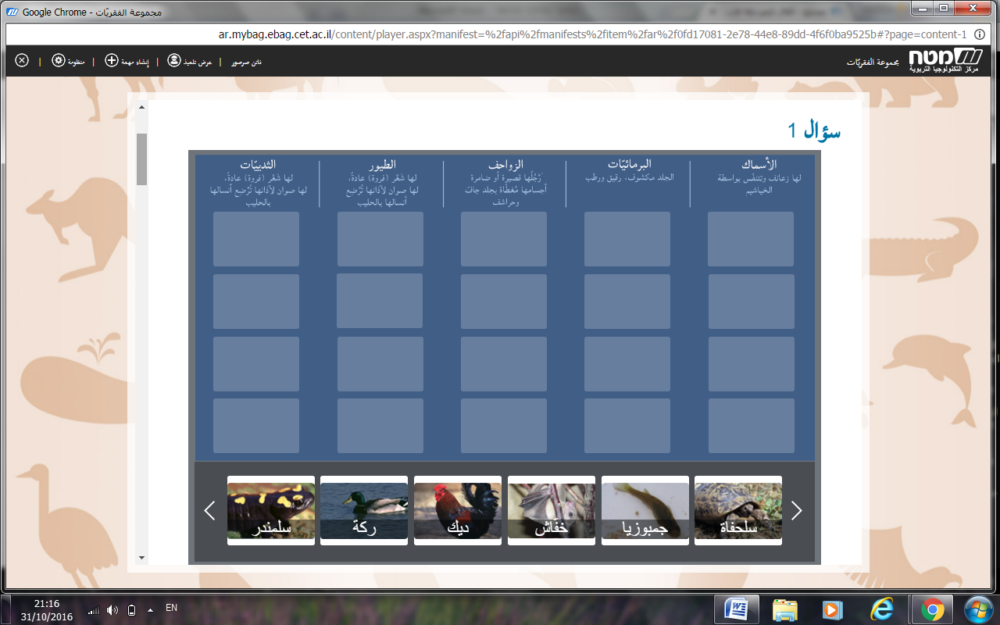 مجموعة الفقريّات - Google Chrome
ar.mybag.ebag.cet.ac.il/content/player.aspx?manifest=%2fapi%2fmanifests%2fitem%2far%2f0fd17081-2e78-44e8-89dd-4f6f0ba9525b#?page=content-1
מטח
مركز التكنولوجيا التربوية
مجموعة الفقريّات
فاتن صرصور | عرض تلميذ | إنشاء مهمة | منظومة |
سؤال 1
الأسماك
لها زعانف وتتنفّس بواسطة
الخياشيم
البرمائيّات
الجلد مكشوف، رقيق ورطب
الزواحف
رَجْلُها قصيرة أو ضامرة
أجسامها مُغطّاة بجلد جافّ
وحراشف
الطيور
لها شَعْر (فروة) عادةً،
لها صوان لآذانها تُرْضِع
أنسالها بالحليب
الثدييّات
لها شَعْر (فروة) عادةً،
لها صوان لآذانها تُرْضِع أنسالها
بالحليب
سلحفاة
جمبوزيا
خفّاش
ديك
ركة
سلمندر
21:16
31/10/2016
EN